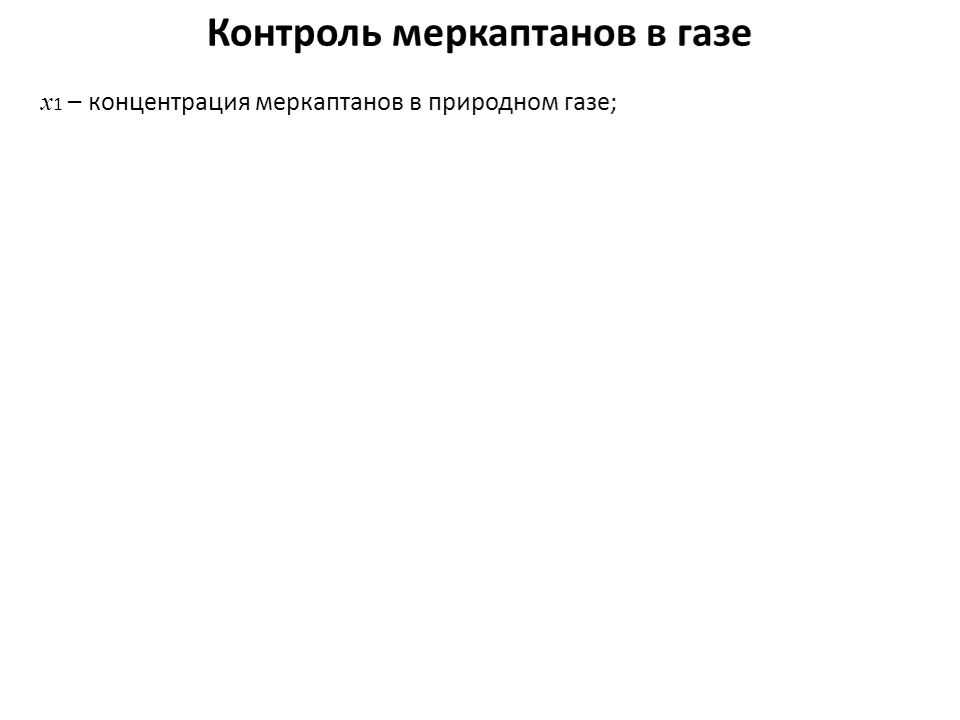 Контроль меркаптанов в газе
x1 – концентрация меркаптанов в природном газе;